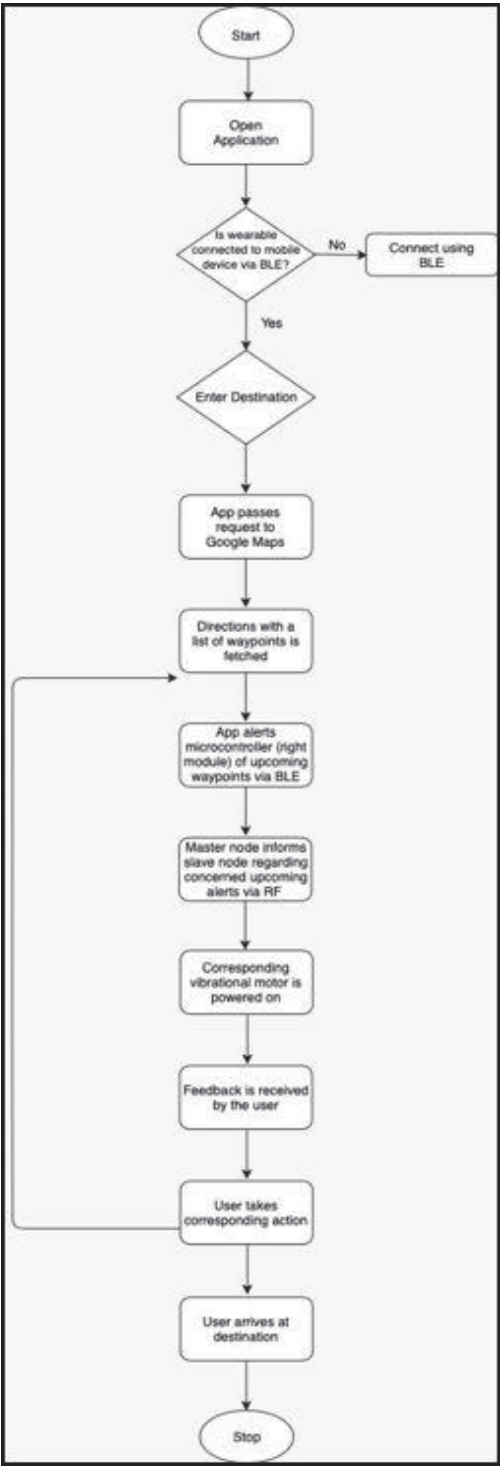 Start
Open
Application
Is wearable
connected to mobile
device via BLE?
No
Connect using
BLE
Yes
Enter Destination
App passes
request to
Google Maps
Directions with a
list of waypoints is
fetched
App alerts
microcontroller (right
module) of upcoming
waypoints via BLE
Master node informs
slave node regarding
concerned upcoming
alerts via RF
Corresponding
vibrational motor is
powered on
Feedback is received
by the user
User takes
corresponding action
User arrives at
destination
Stop